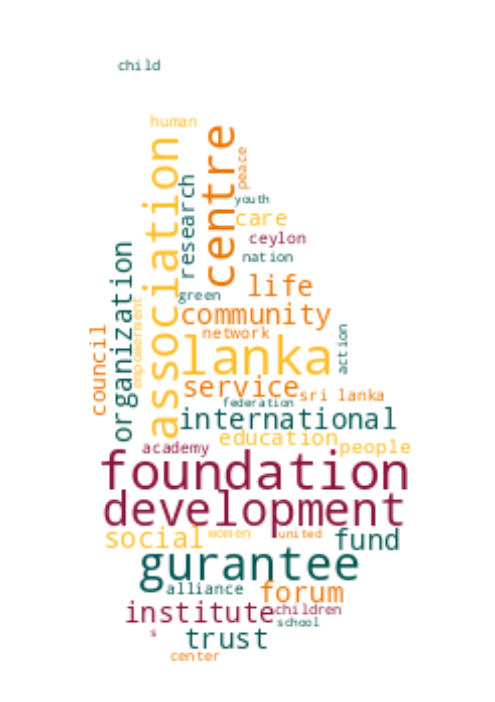 child
human
centre
peace
association
research
youth
care
ceylon
nation
organization
life
green
empowerment
community
council
network
action
lanka
service
sri lanka
federation
international
education
people
academy
foundation
development
social
women
united
fund
gurantee
alliance
forum
institute
children
school
s
trust
center